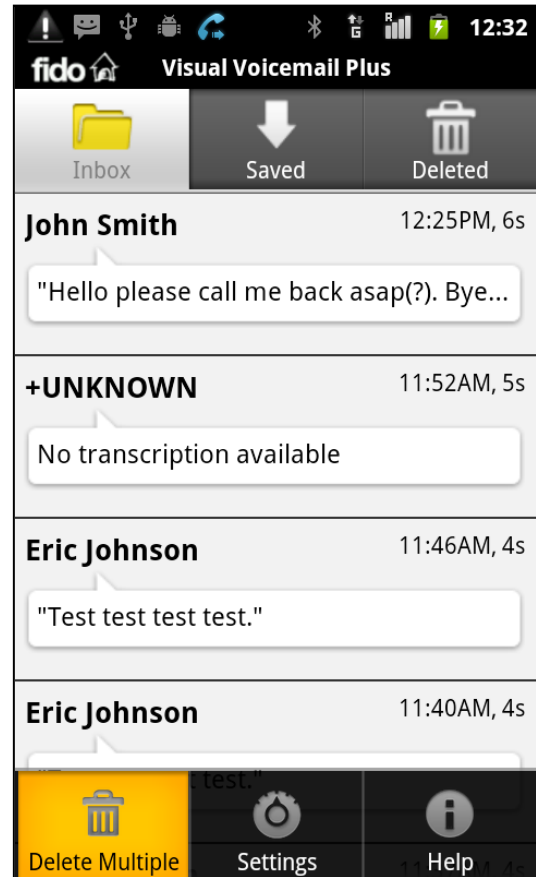 12:32
fido Visual Voicemail Plus
Inbox Saved Deleted
John Smith 12:25PM, 6s
"Hello please call me back asap(?). Bye...
+UNKNOWN 11:52AM, 5s
No transcription available
Eric Johnson 11:46AM, 4s
"Test test test test."
Eric Johnson 11:40AM, 4s
test."
Delete Multiple Settings Help